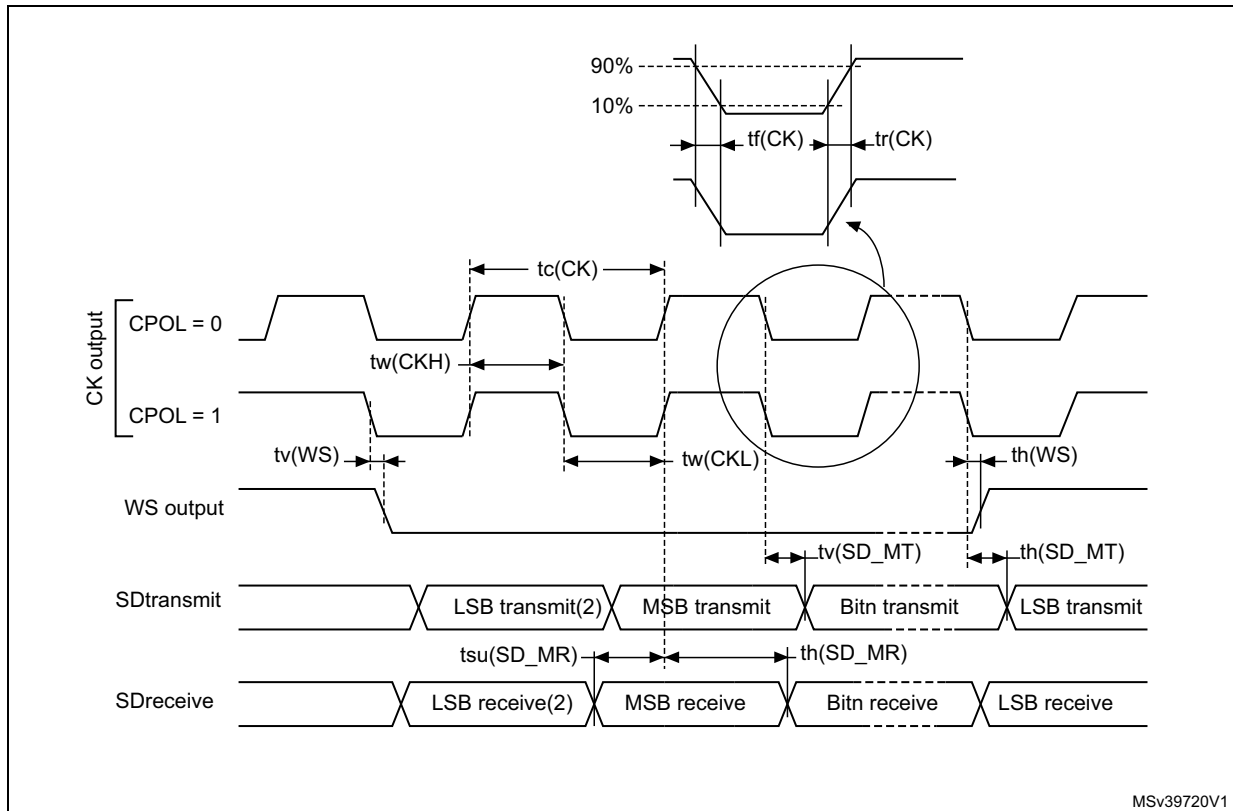 90%
10%
tf(CK)
tr(CK)
tc(CK)
CK output
CPOL = 0
tw(CKH)
CPOL = 1
tv(WS)
tw(CKL)
th(WS)
WS output
tv(SD_MT)
th(SD_MT)
SDtransmit
LSB transmit(2)
MSB transmit
Bitn transmit
LSB transmit
tsu(SD_MR)
th(SD_MR)
SDreceive
LSB receive(2)
MSB receive
Bitn receive
LSB receive
MSv39720V1